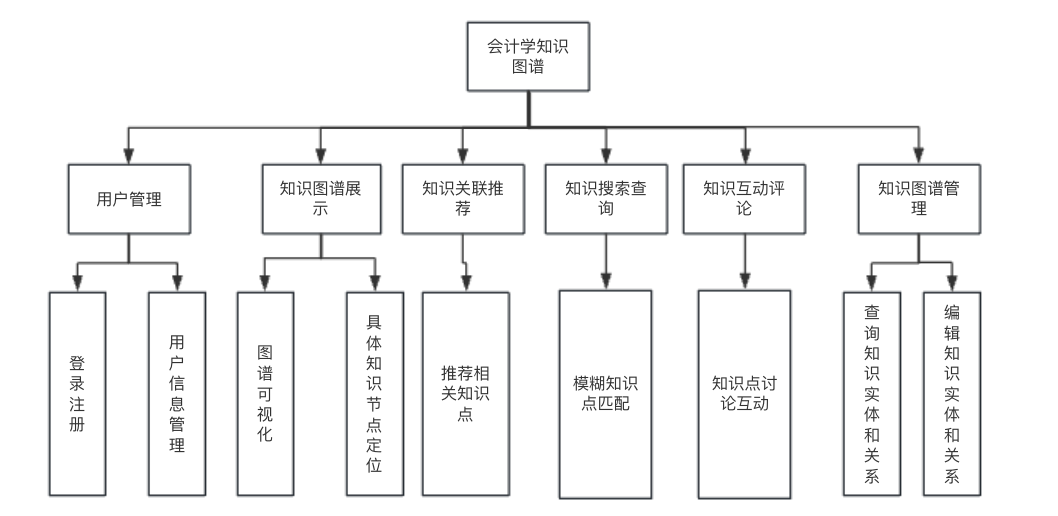 会计学知识
图谱
用户管理
知识图谱展
示
知识关联推
荐
知识搜索查
询
知识互动评
论
知识图谱管
理
登录注册
用户信息管理
图谱可视化
具体知识节点定位
推荐相
关知识
点
模糊知识
点匹配
知识点讨
论互动
查询知识实体和关系
编辑知识实体和关系